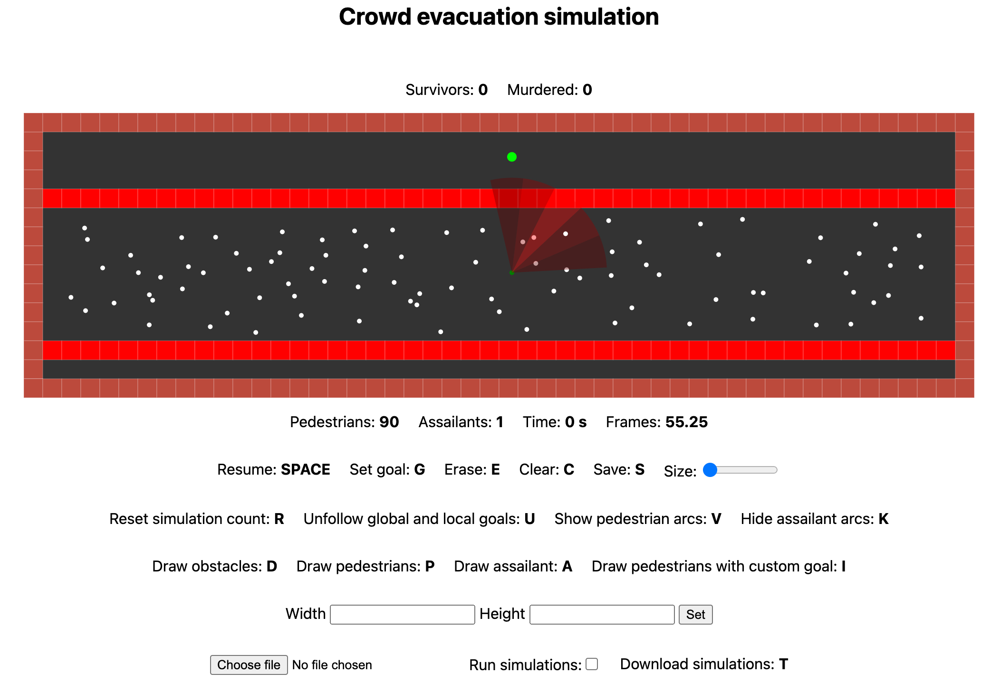 Crowd evacuation simulation
Survivors: 0 Murdered: 0
Pedestrians: 90 Assailants: 1 Time: 0 s Frames: 55.25
Resume: SPACE Set goal: G Erase: E Clear: C Save: S Size:
Reset simulation count: R Unfollow global and local goals: U Show pedestrian arcs: V Hide assailant arcs: K
Draw obstacles: D Draw pedestrians: P Draw assailant: A Draw pedestrians with custom goal: I
Width Height Set
Choose file No file chosen Run simulations: Download simulations: T